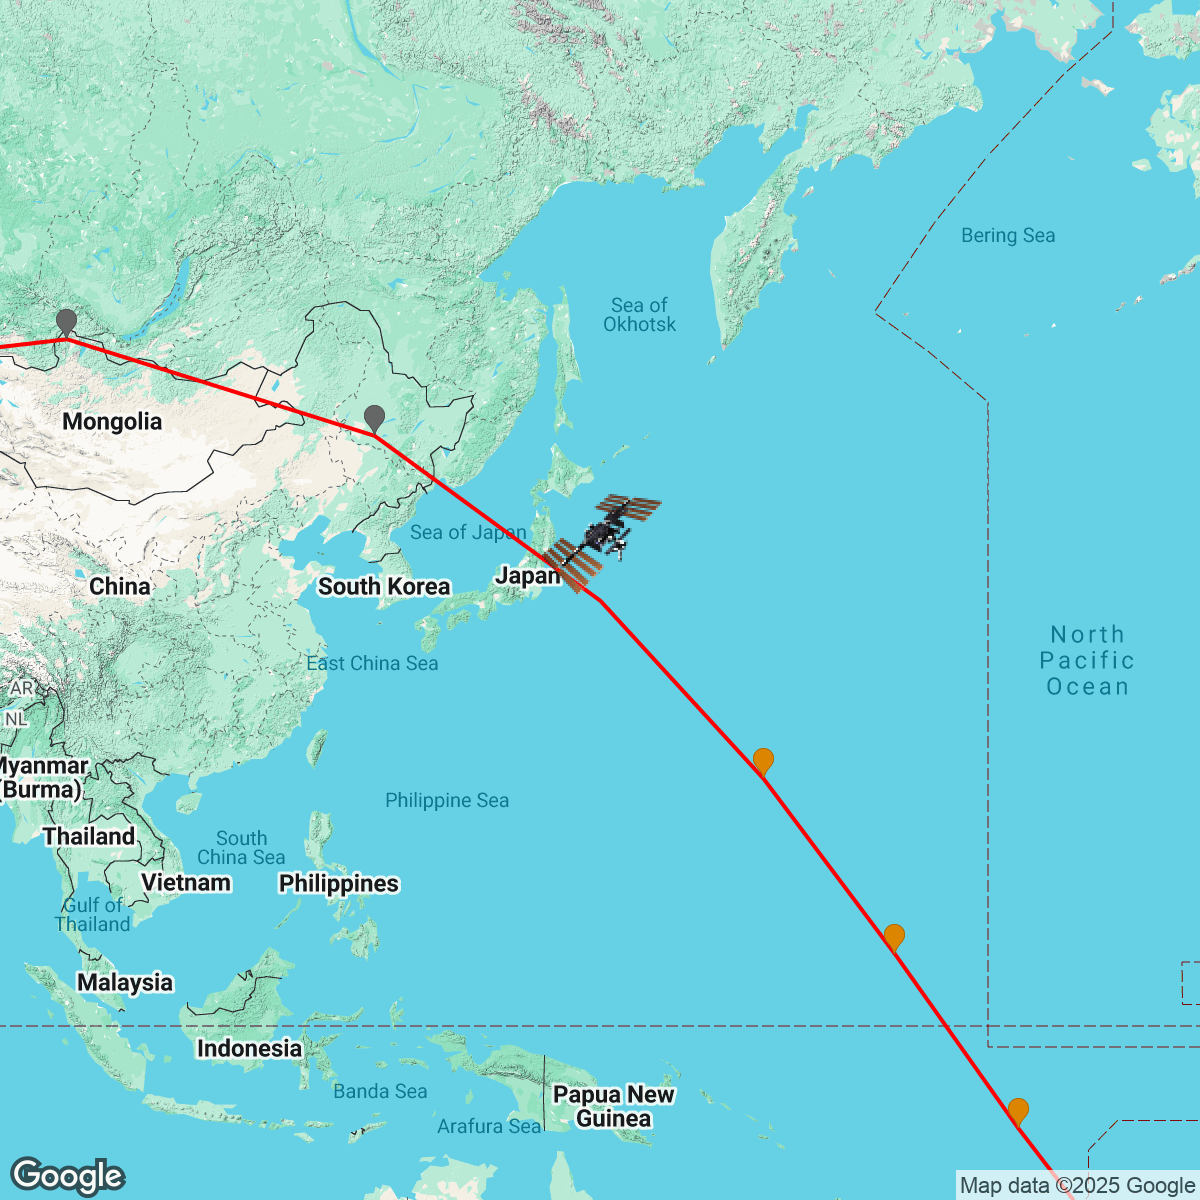 Bering Sea
Sea of
Okhotsk
Mongolia
Sea of Japan
China
South Korea
Japan
North
Pacific
Ocean
East China Sea
AR
NL
Myanmar
(Burma)
Philippine Sea
Thailand
South
China Sea
Vietnam
Philippines
Gulf of
Thailand
Malaysia
Indonesia
Banda Sea
Papua New
Guinea
Arafura Sea
Google
Map data ©2025 Google